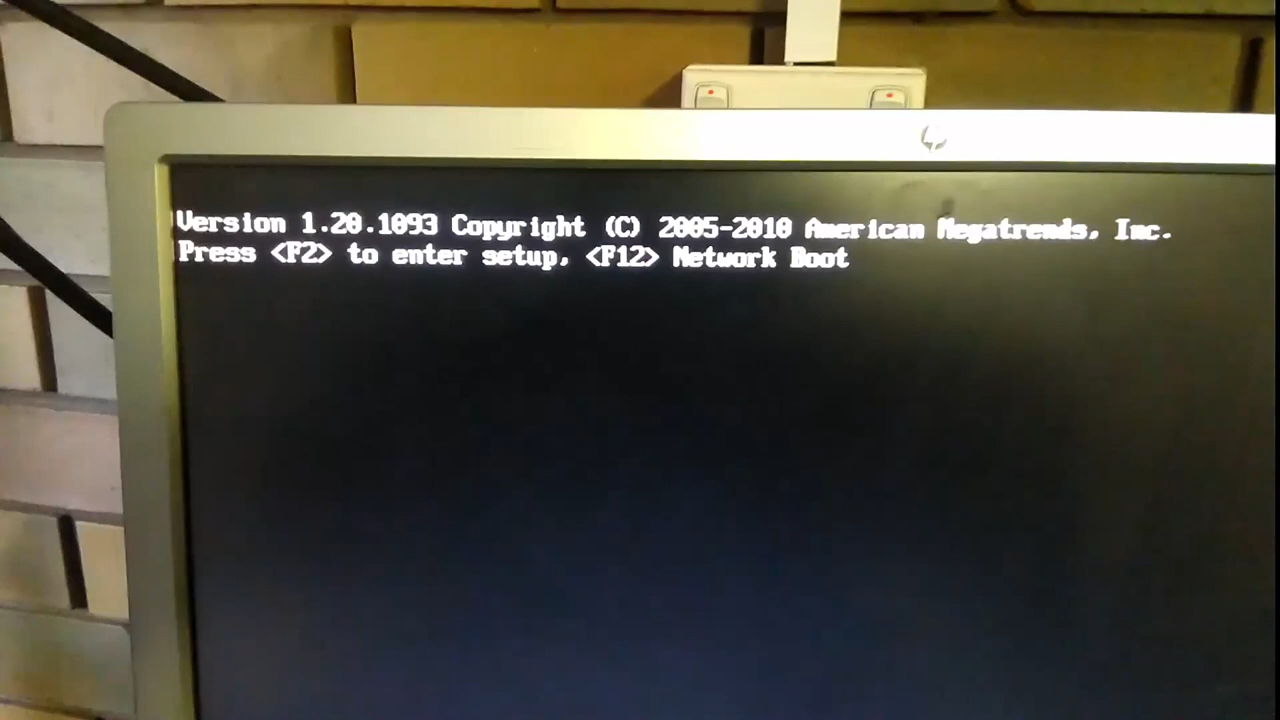 Version 1.20.1093 Copyright (C) 2005-2010 American Megatrends, Inc.
Press <F2> to enter setup, <F12> Network Boot